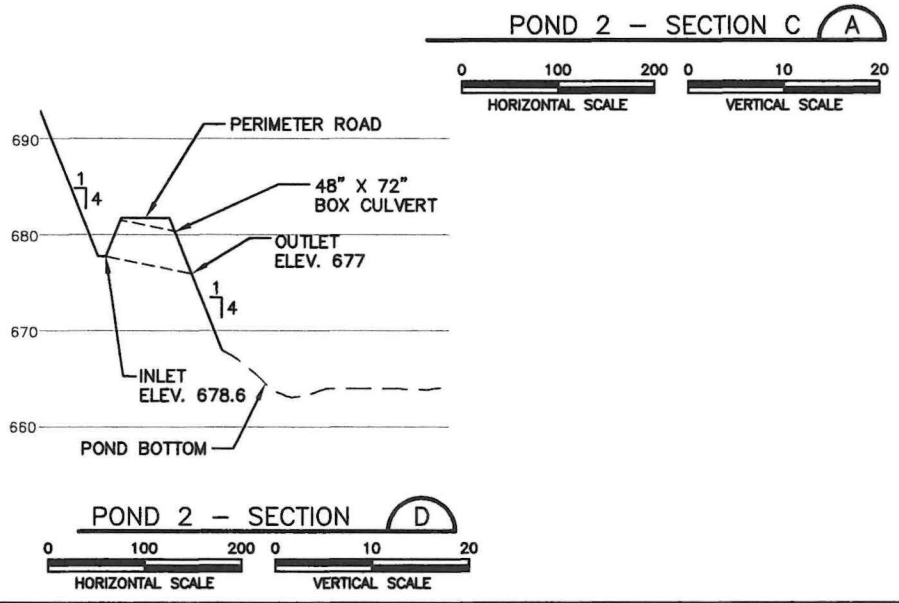 POND 2 – SECTION C A
0 100 200 0 10 20
HORIZONTAL SCALE VERTICAL SCALE
690
PERIMETER ROAD
1
4
48" X 72"
BOX CULVERT
680
OUTLET
ELEV. 677
1
4
670
INLET
ELEV. 678.6
660
POND BOTTOM
POND 2 – SECTION D
0 100 200 0 10 20
HORIZONTAL SCALE VERTICAL SCALE